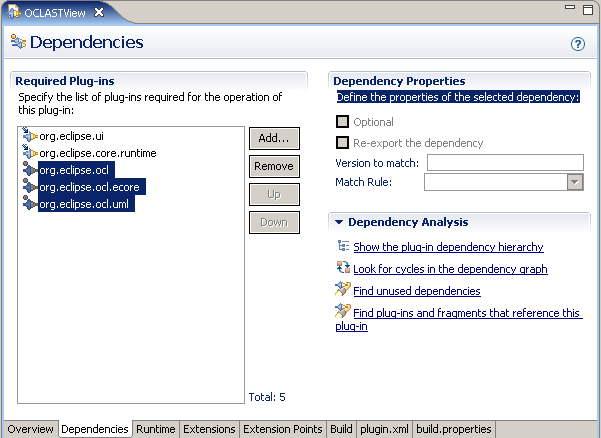 OCLASTView
Dependencies
?
Required Plug-ins
Specify the list of plug-ins required for the operation of
this plug-in:
org.eclipse.ui
org.eclipse.core.runtime
org.eclipse.ocl
org.eclipse.ocl.ecore
org.eclipse.ocl.uml
Add...
Remove
Up
Down
Total: 5
Dependency Properties
Define the properties of the selected dependency:
Optional
Re-export the dependency
Version to match:
Match Rule:
Dependency Analysis
Show the plug-in dependency hierarchy
Look for cycles in the dependency graph
Find unused dependencies
Find plug-ins and fragments that reference this
plug-in
Overview Dependencies Runtime Extensions Extension Points Build plugin.xml build.properties